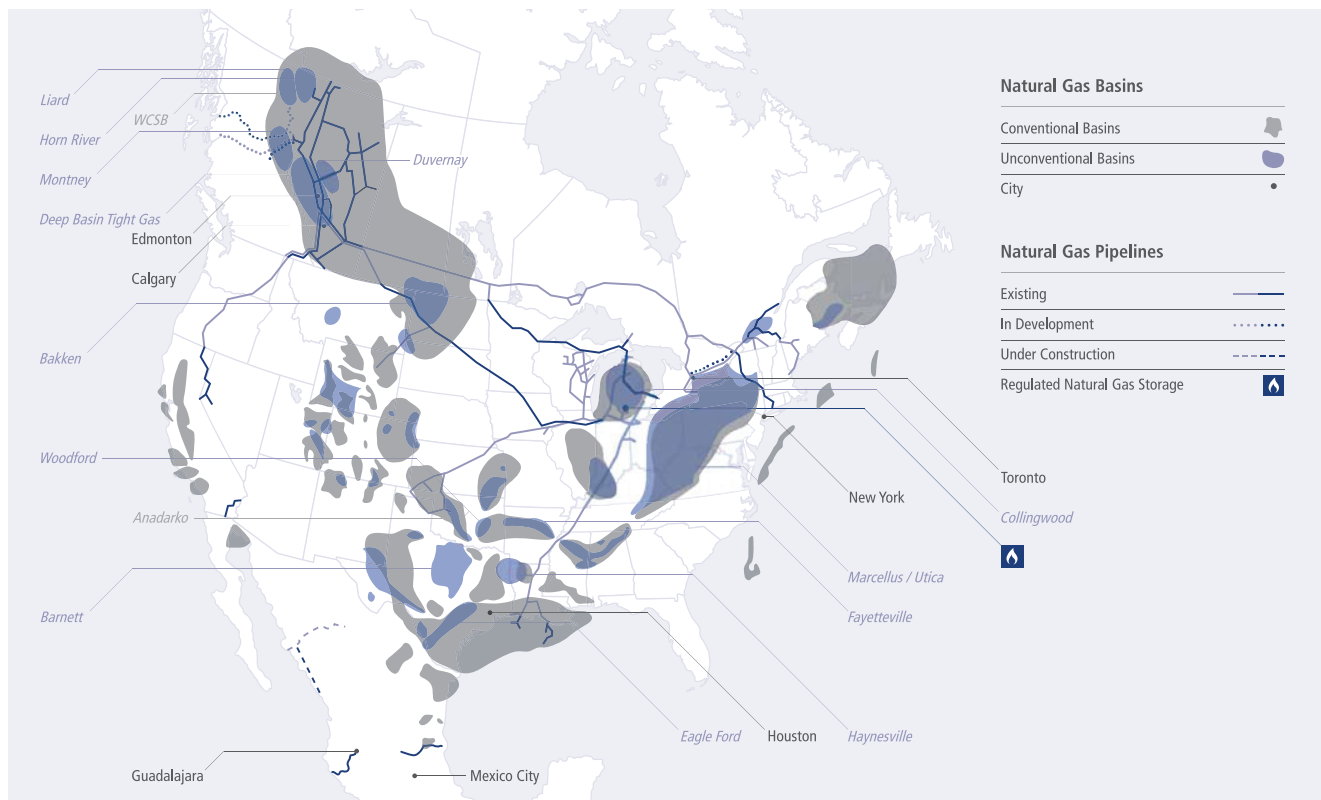 Liard
WCSB
Horn River
Montney
Duvernay
Deep Basin Tight Gas
Edmonton
Calgary
Bakken
Woodford
Anadarko
Barnett
Guadalajara
Mexico City
Eagle Ford
Houston
Haynesville
Fayetteville
Marcellus / Utica
New York
Toronto
Collingwood
Natural Gas Basins
Conventional Basins
Unconventional Basins
City
Natural Gas Pipelines
Existing
In Development
Under Construction
Regulated Natural Gas Storage